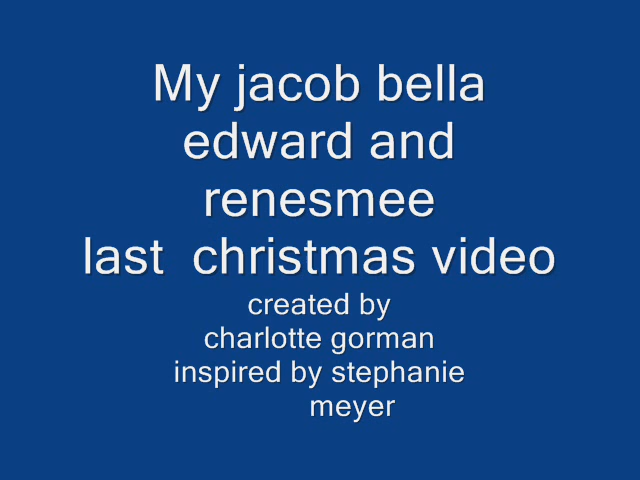 My jacob bella
edward and
renesmee
last  christmas video
created by
charlotte gorman
inspired by stephanie
meyer